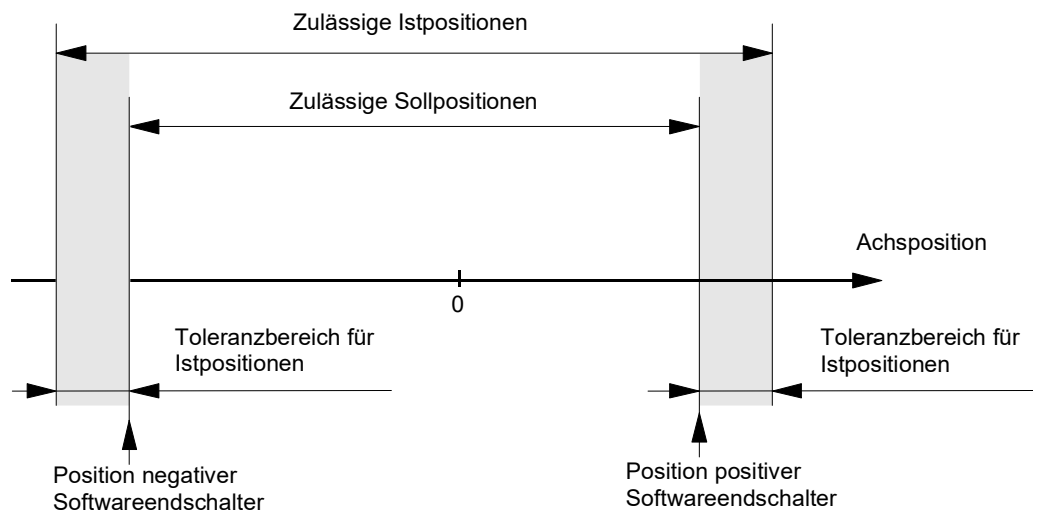 Zulässige Istpositionen
Zulässige Sollpositionen
Achsposition
0
Toleranzbereich für
Istpositionen
Toleranzbereich für
Istpositionen
Position negativer
Softwareendschalter
Position positiver
Softwareendschalter